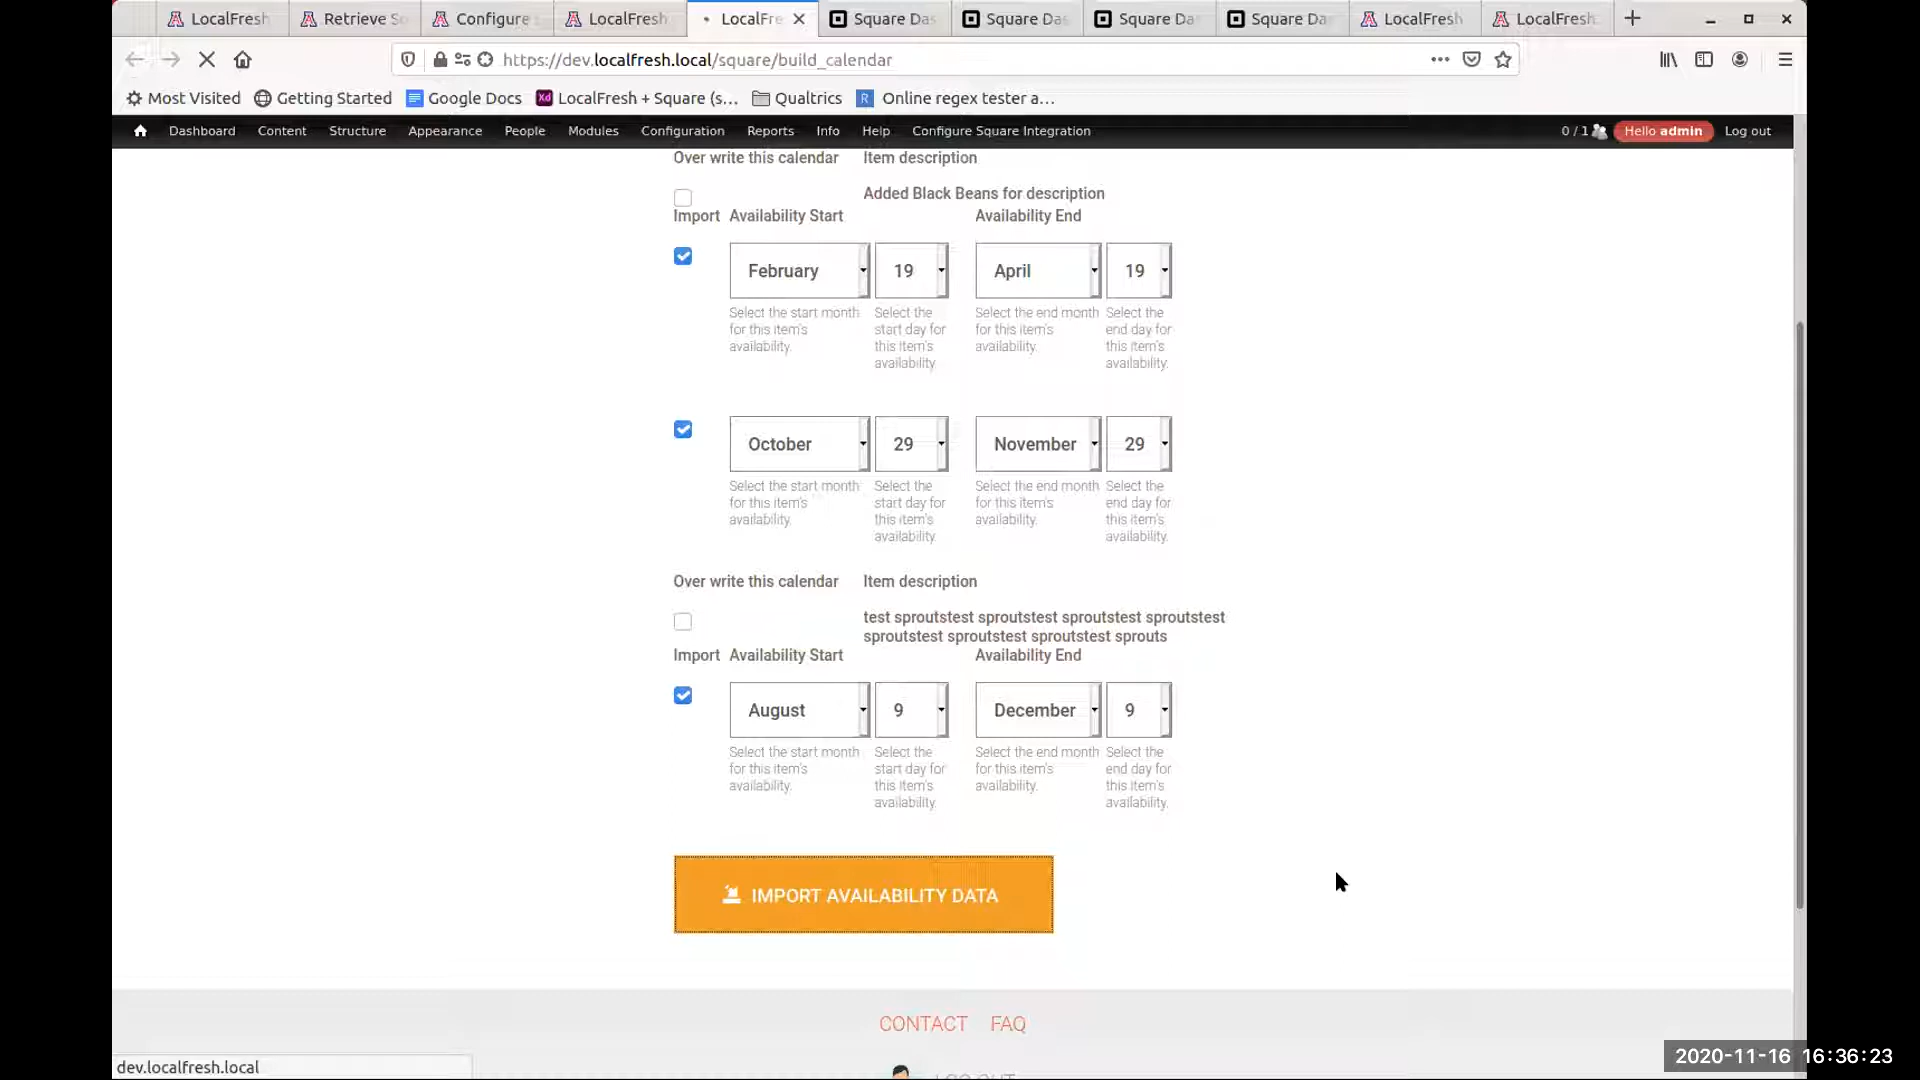 LocalFresh
Retrieve S
Configure
LocalFresh
LocalFre
Square Das
Square Das
Square Da
Square Da
LocalFresh
LocalFresh
https://dev.localfresh.local/square/build_calendar
Most Visited
Getting Started
Google Docs
LocalFresh + Square (s...
Qualtrics
Online regex tester a...
Dashboard Content Structure Appearance People Modules Configuration Reports Info Help Configure Square Integration
0 / 1
Hello admin
Log out
Over write this calendar
Item description
Added Black Beans for description
Import
Availability Start
Availability End
February
19
April
19
Select the start month
for this item's
availability.
Select the
start day for
this item's
availability.
Select the end month
for this item's
availability.
Select the
end day for
this item's
availability.
October
29
November
29
Select the start month
for this item's
availability.
Select the
start day for
this item's
availability.
Select the end month
for this item's
availability.
Select the
end day for
this item's
availability.
Over write this calendar
Item description
test sproutstest sproutstest sproutstest sproutstest
sproutstest sproutstest sproutstest sprouts
Import
Availability Start
Availability End
August
9
December
9
Select the start month
for this item's
availability.
Select the
start day for
this item's
availability.
Select the end month
for this item's
availability.
Select the
end day for
this item's
availability.
IMPORT AVAILABILITY DATA
CONTACT
FAQ
LOG OUT
dev.localfresh.local
2020-11-16 16:36:23